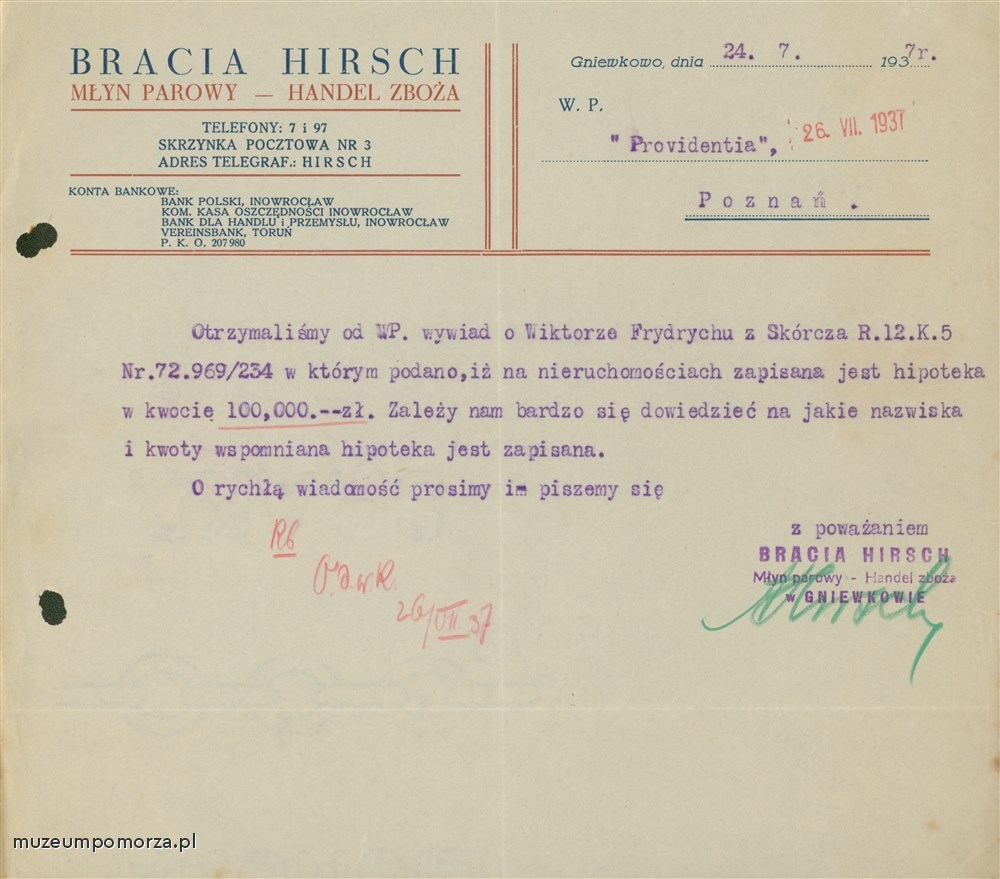 BRACIA HIRSCH
MŁYN PAROWY — HANDEL ZBOŻA
TELEFONY: 7 i 97
SKRZYNKA POCZTOWA NR 3
ADRES TELEGRAF.: HIRSCH
KONTA BANKOWE:
BANK POLSKI, INOWROCŁAW
KOM. KASA OSZCZĘDNOŚCI INOWROCŁAW
BANK DLA HANDLU i PRZEMYSŁU, INOWROCŁAW
VEREINSBANK, TORUŃ
P. K. O. 207 980
Gniewkowo, dnia 24. 7. 1937r.
W. P.
"Providentia",
26. VII. 1937
Poznań.
Otrzymaliśmy od WP. wywiad o Wiktorze Frydrychu z Skórcza R.12.K.5
Nr.72.969/234 w którym podano,iż na nieruchomościach zapisana jest hipoteka
w kwocie 100,000.--zł. Zależy nam bardzo się dowiedzieć na jakie nazwiska
i kwoty wspomniana hipoteka jest zapisana.
O rychłą wiadomość prosimy i piszemy się
z poważaniem
BRACIA HIRSCH
Młyn parowy - Handel zboża
w GNIEWKOWIE
Hirsch
26/VII 37
muzeumpomorza.pl